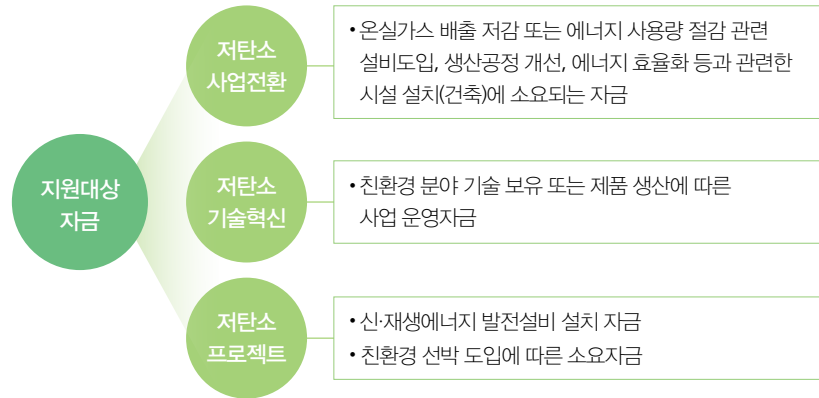 지원대상
자금
저탄소
사업전환
• 온실가스 배출 저감 또는 에너지 사용량 절감 관련
설비도입, 생산공정 개선, 에너지 효율화 등과 관련한
시설 설치(건축)에 소요되는 자금
저탄소
기술혁신
• 친환경 분야 기술 보유 또는 제품 생산에 따른
사업 운영자금
저탄소
프로젝트
• 신·재생에너지 발전설비 설치 자금
• 친환경 선박 도입에 따른 소요자금